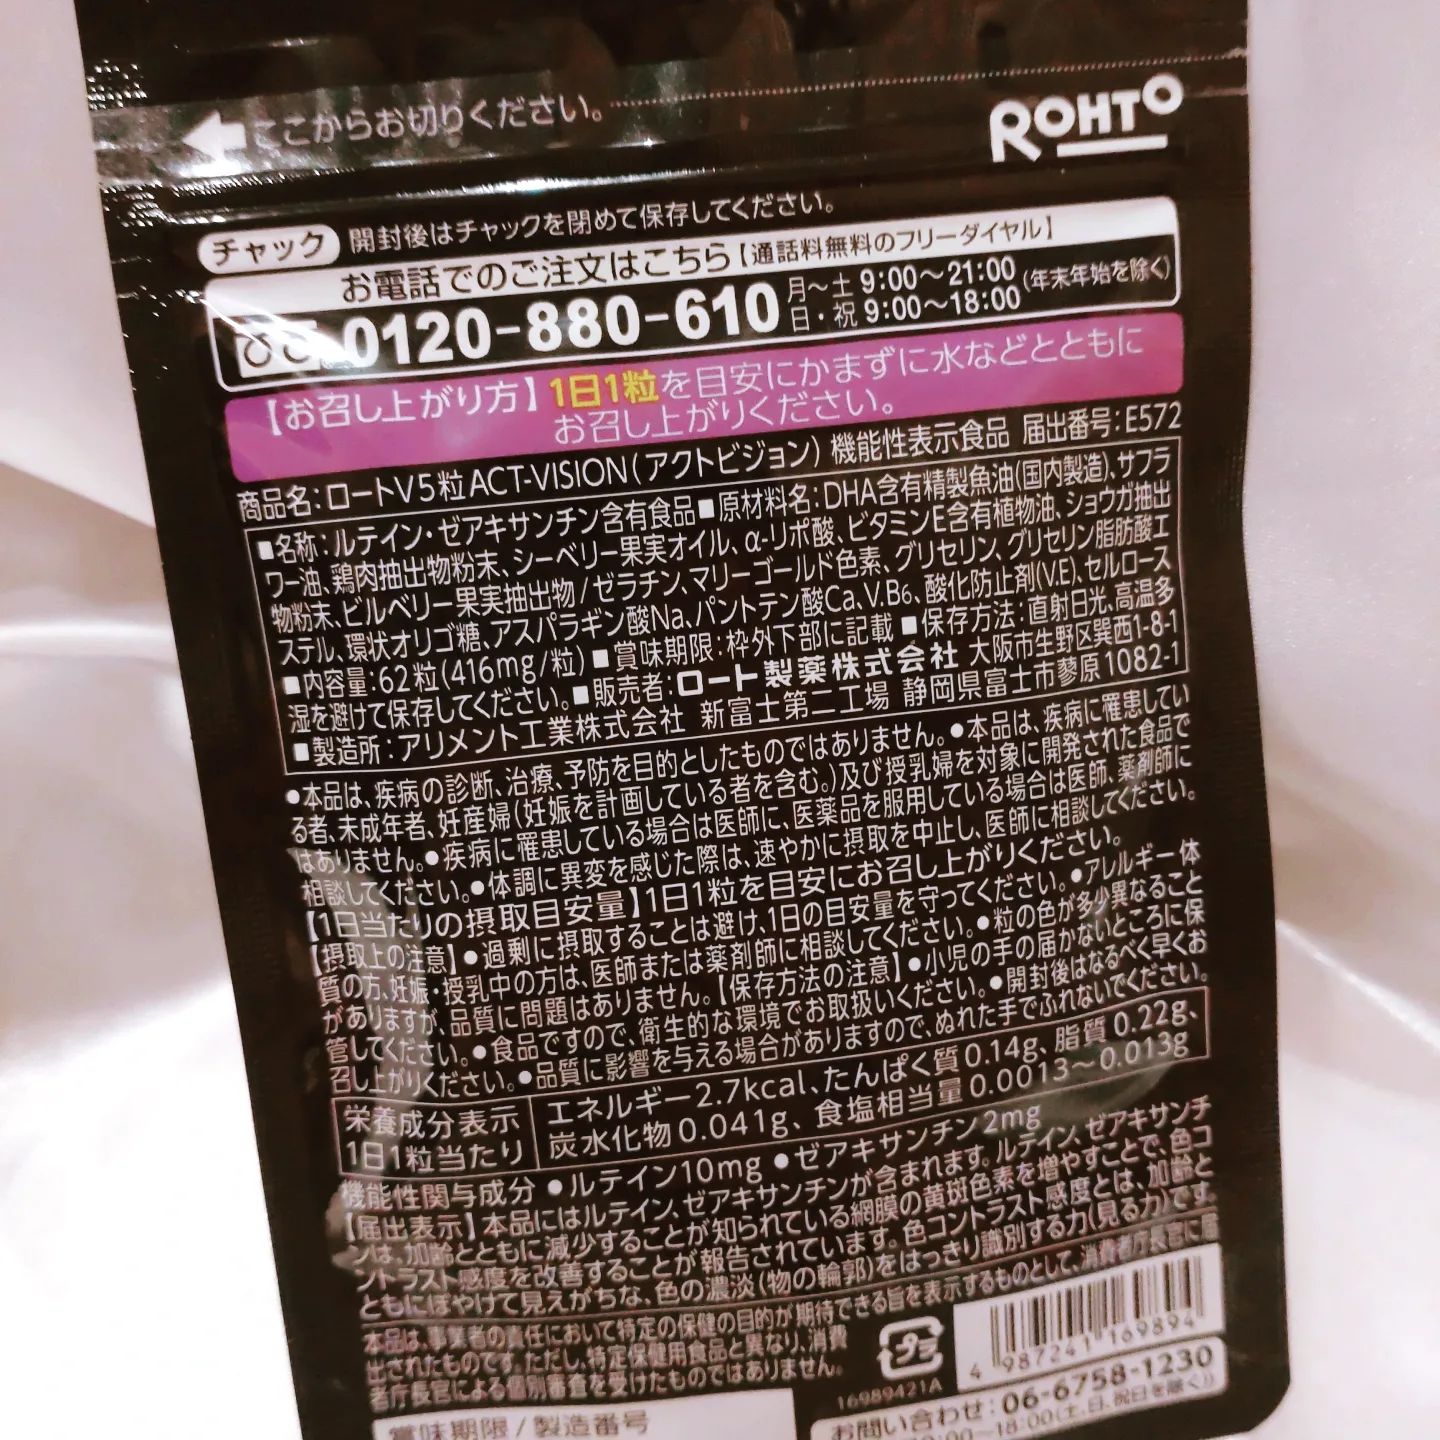 ここからお切りください。
ROHTO
チャック 開封後はチャックを閉めて保存してください。
お電話でのご注文はこちら【通話料無料のフリーダイヤル】
0120-880-610 月〜土 9:00〜21:00 (年末年始を除く)
日・祝 9:00〜18:00
【お召し上がり方】1日1粒を目安にかまずに水などとともに
お召し上がりください。
商品名:ロートV5粒ACT-VISION(アクトビジョン) 機能性表示食品 届出番号:E572
■名称:ルテイン・ゼアキサンチン含有食品■原材料名:DHA含有精製魚油(国内製造)、サフラ
ワー油、鶏肉抽出物粉末、シーベリー果実オイル、α-リポ酸、ビタミンE含有植物油、ショウガ抽出
物粉末、ビルベリー果実抽出物/ゼラチン、マリーゴールド色素、グリセリン、グリセリン脂肪酸エ
ステル、環状オリゴ糖、アスパラギン酸Na、パントテン酸Ca、V.B6、酸化防止剤(V.E)、セルロース
■内容量:62粒(416mg/粒)■賞味期限:枠外下部に記載■保存方法:直射日光、高温多
湿を避けて保存してください。■販売者:ロート製薬株式会社 大阪市生野区巽西1-8-1
■製造所:アリメント工業株式会社 新富士第二工場 静岡県富士市蓼原1082-1
●本品は、疾病の診断、治療、予防を目的としたものではありません。●本品は、疾病に罹患してい
る者、未成年者、妊産婦(妊娠を計画している者を含む。)及び授乳婦を対象に開発された食品で
はありません。●疾病に罹患している場合は医師に、医薬品を服用している場合は医師、薬剤師に
相談してください。●体調に異変を感じた際は、速やかに摂取を中止し、医師に相談してください。
【1日当たりの摂取目安量】1日1粒を目安にお召し上がりください。
【摂取上の注意】●過剰に摂取することは避け、1日の目安量を守ってください。●アレルギー体
質の方、妊娠・授乳中の方は、医師または薬剤師に相談してください。●粒の色が多少異なること
がありますが、品質に問題はありません。【保存方法の注意】●小児の手の届かないところに保
管してください。●食品ですので、衛生的な環境でお取扱いください。●開封後はなるべく早くお
召し上がりください。●品質に影響を与える場合がありますので、ぬれた手でふれないでください。
栄養成分表示 エネルギー2.7kcal、たんぱく質0.14g、脂質0.22g、
1日1粒当たり 炭水化物0.041g、食塩相当量0.0013〜0.013g
機能性関与成分 ●ルテイン10mg ●ゼアキサンチン2mg
【届出表示】本品にはルテイン、ゼアキサンチンが含まれます。ルテイン、ゼアキサンチ
ンは、加齢とともに減少することが知られている網膜の黄斑色素を増やすことで、色コ
ントラスト感度を改善することが報告されています。色コントラスト感度とは、加齢と
ともにぼやけて見えがちな、色の濃淡(物の輪郭)をはっきり識別する力(見る力)です。
本品は、事業者の責任において特定の保健の目的が期待できる旨を表示するものとして、消費者庁長官に届
出されたものです。ただし、特定保健用食品と異なり、消費
者庁長官による個別審査を受けたものではありません。
プラ
16989421A
4 987241 169894
賞味期限/製造番号
お問い合わせ:06-6758-1230
9:00〜18:00(土、日、祝日を除く)